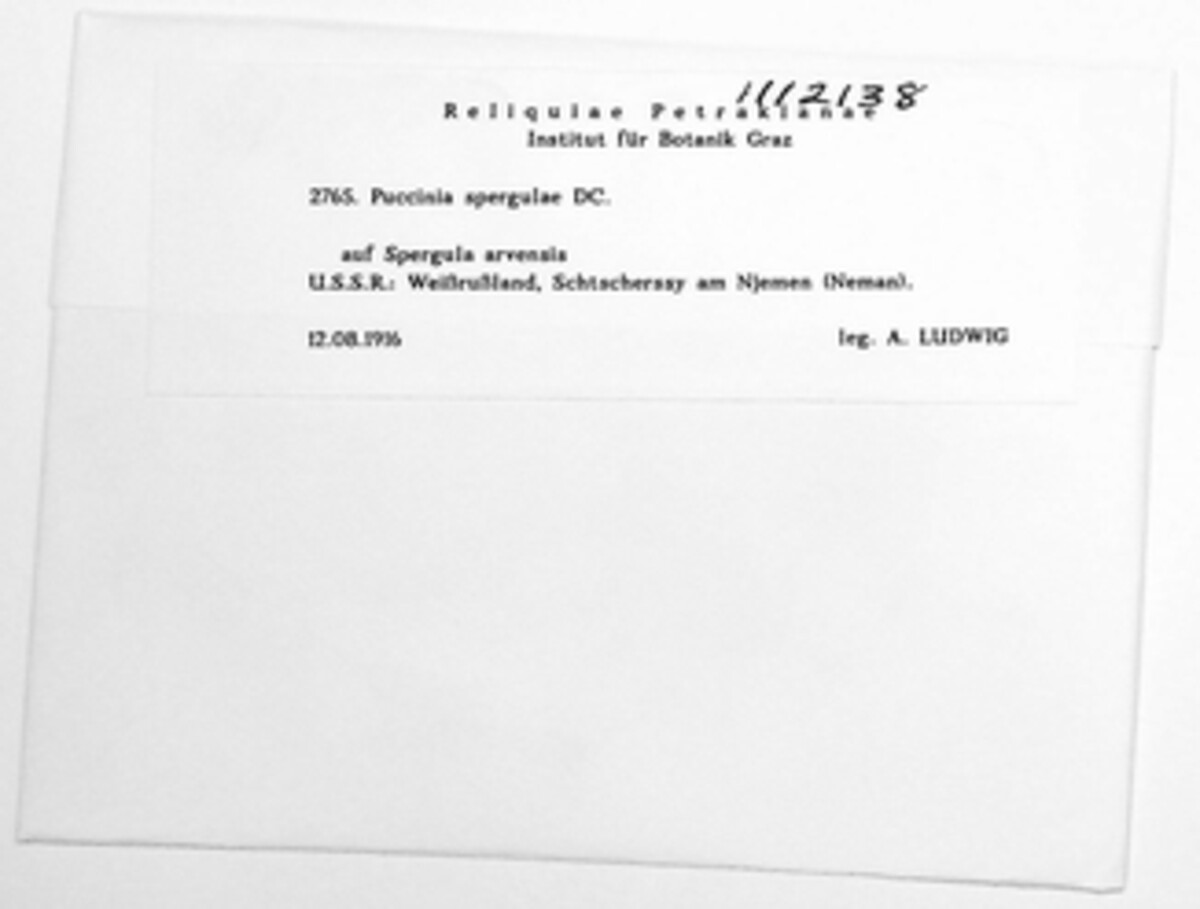 1112138
Reliquiae Petrakianae
Institut für Botanik Graz
2765. Puccinia spergulae DC.
auf Spergula arvensis
U.S.S.R.: Weißrußland, Schtscherssy am Njemen (Neman).
12.08.1916 leg. A. LUDWIG